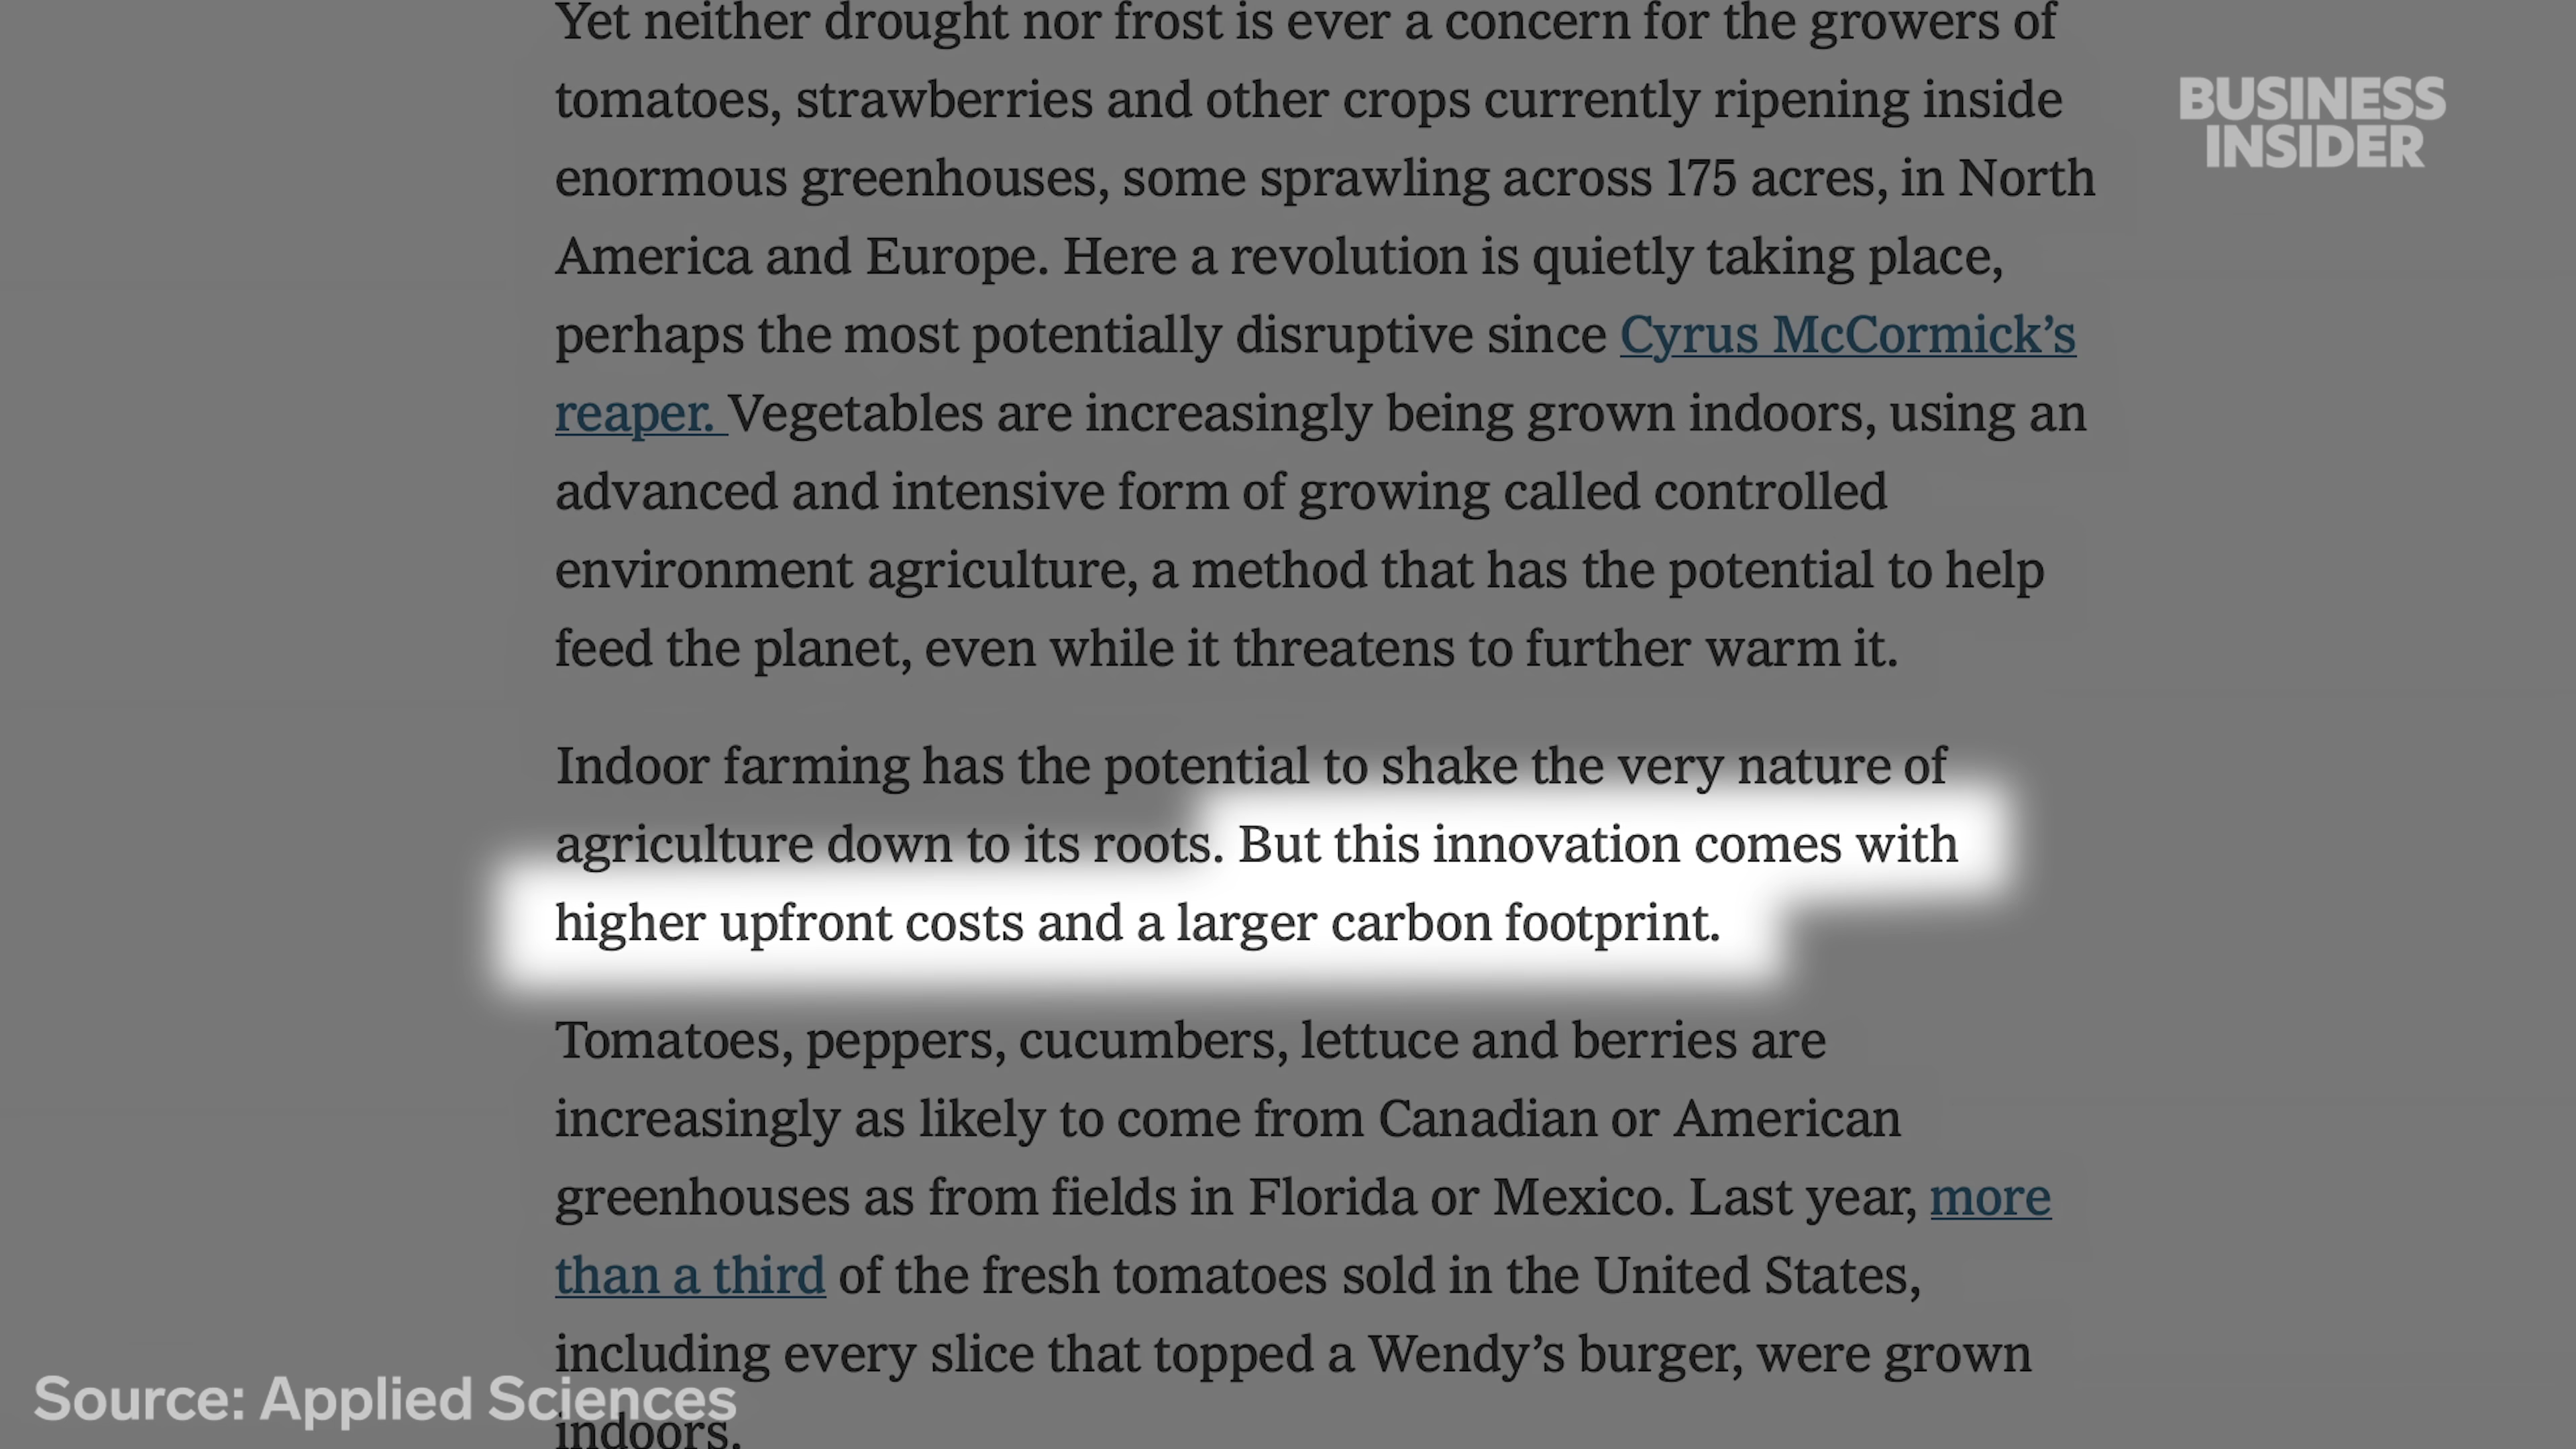 Yet neither drought nor frost is ever a concern for the growers of
tomatoes, strawberries and other crops currently ripening inside
enormous greenhouses, some sprawling across 175 acres, in North
America and Europe. Here a revolution is quietly taking place,
perhaps the most potentially disruptive since Cyrus McCormick’s
reaper. Vegetables are increasingly being grown indoors, using an
advanced and intensive form of growing called controlled
environment agriculture, a method that has the potential to help
feed the planet, even while it threatens to further warm it.
Indoor farming has the potential to shake the very nature of
agriculture down to its roots. But this innovation comes with
higher upfront costs and a larger carbon footprint.
Tomatoes, peppers, cucumbers, lettuce and berries are
increasingly as likely to come from Canadian or American
greenhouses as from fields in Florida or Mexico. Last year, more
than a third of the fresh tomatoes sold in the United States,
including every slice that topped a Wendy’s burger, were grown
indoors.
BUSINESS
INSIDER
Source: Applied Sciences